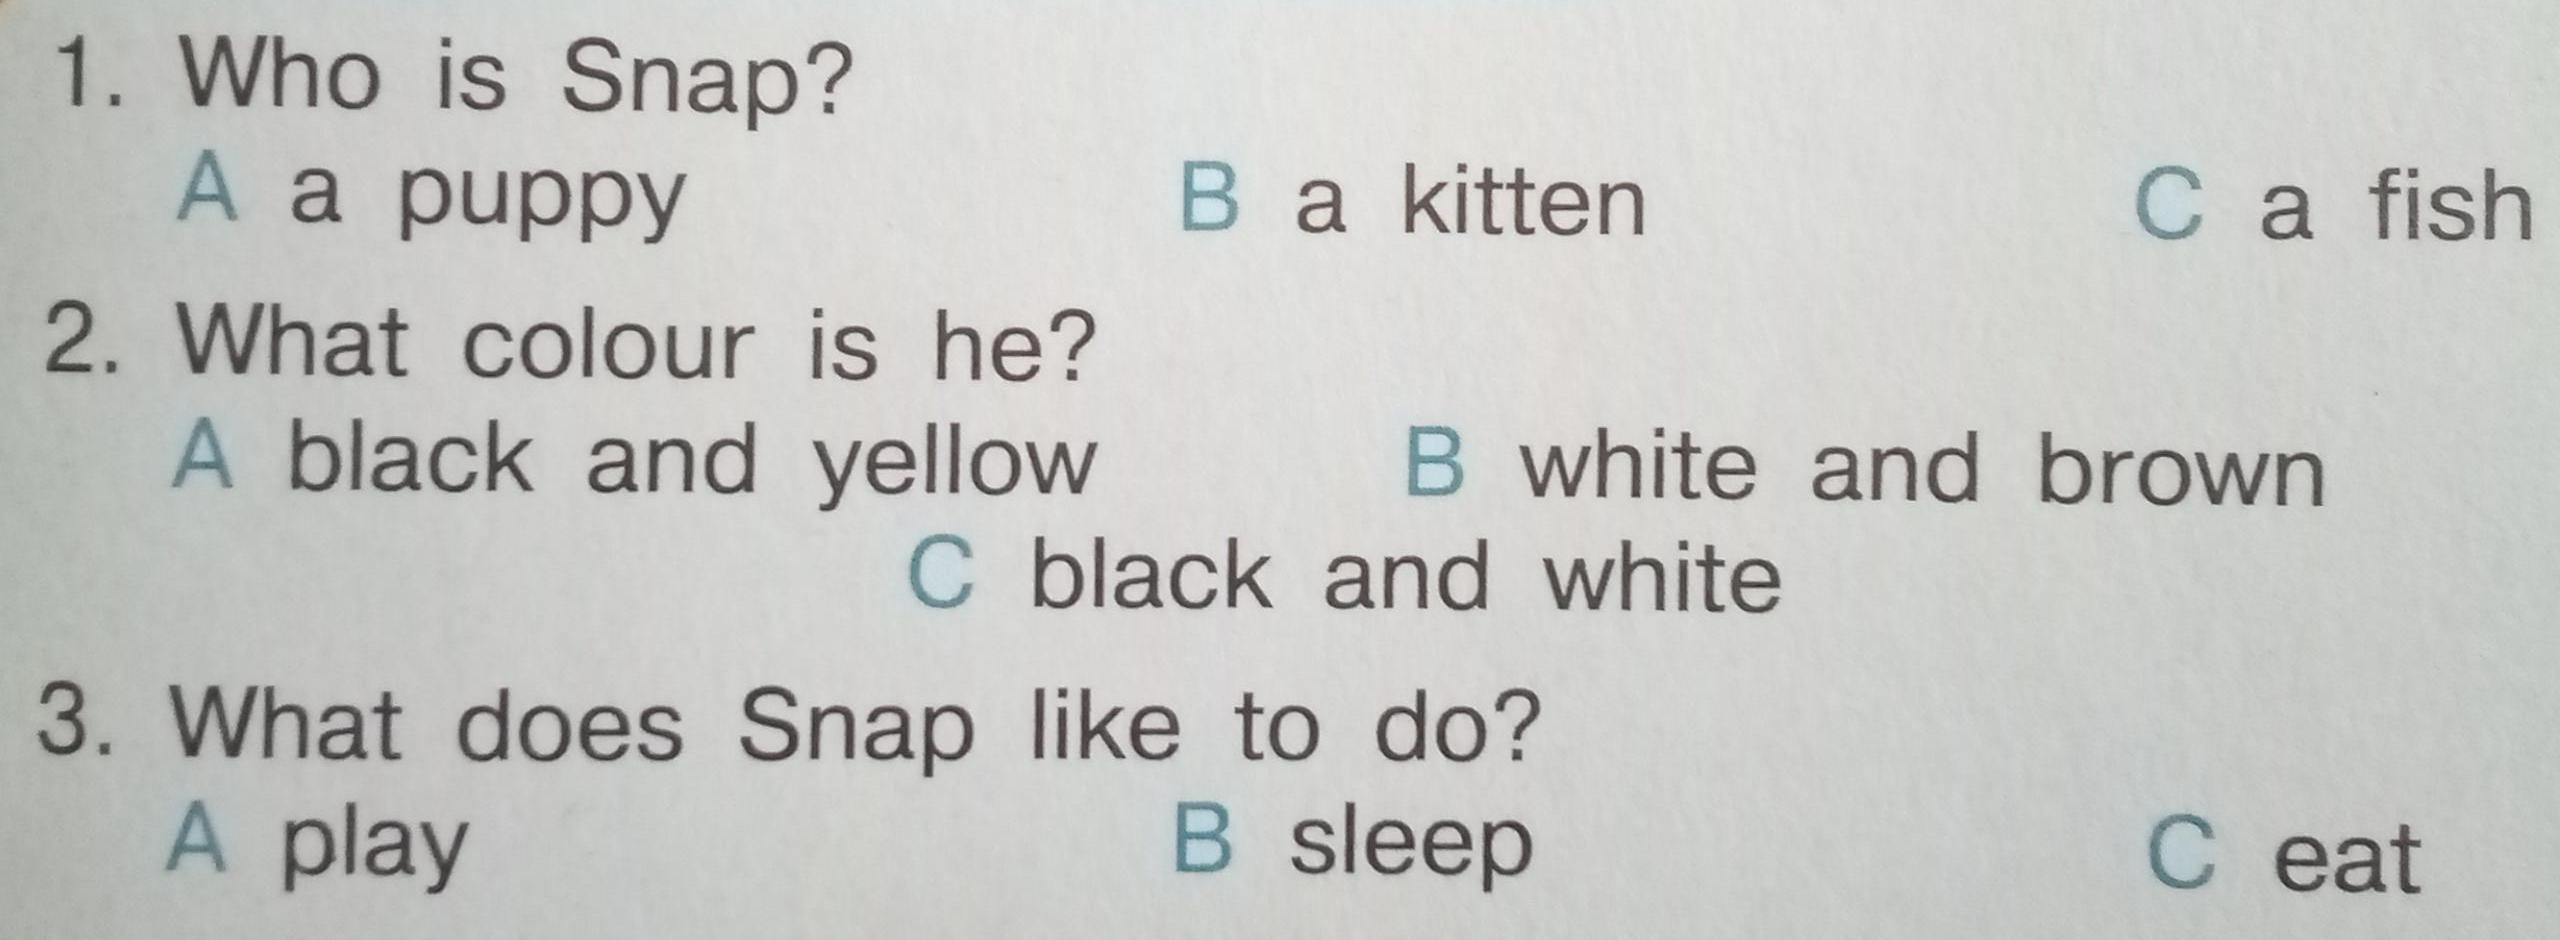 1. Who is Snap?
A a puppy B a kitten C a fish
2. What colour is he?
A black and yellow B white and brown
C black and white
3. What does Snap like to do?
A play B sleep C eat